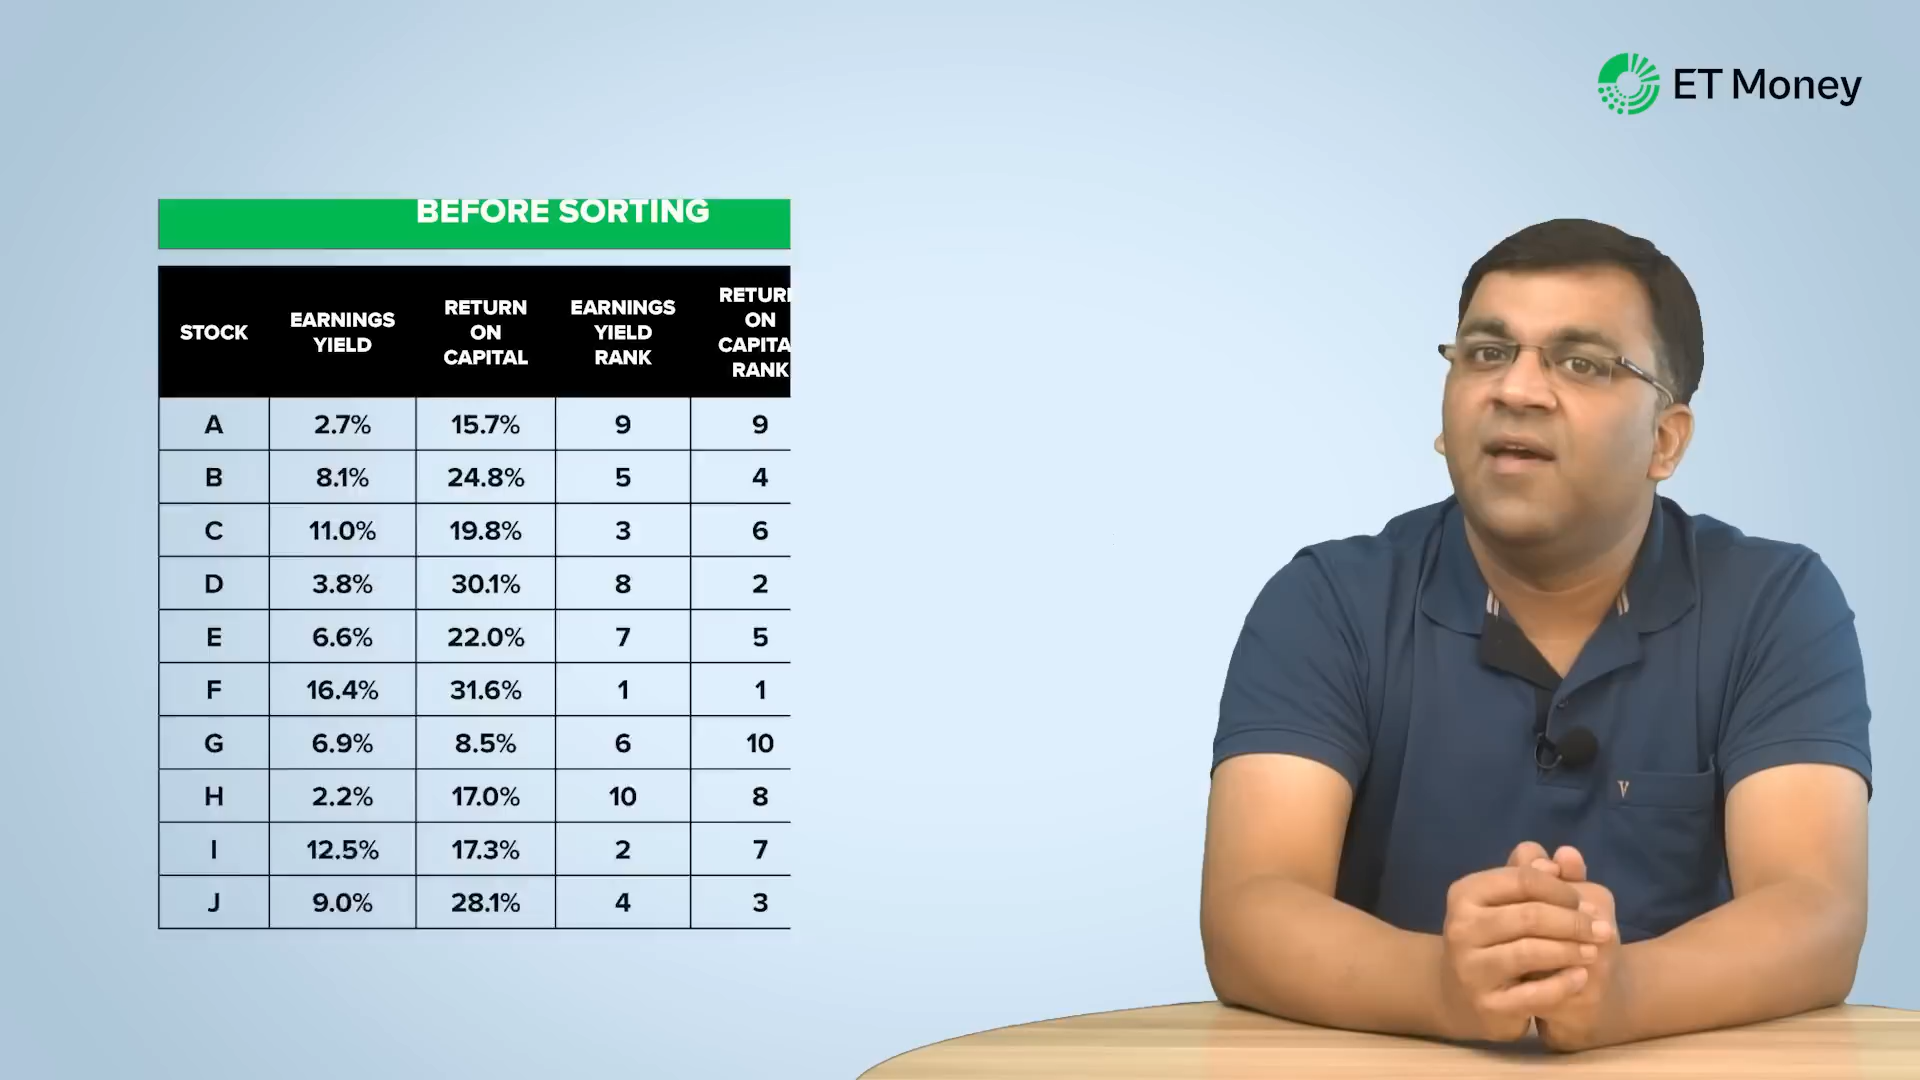 ET Money
BEFORE SORTING
STOCK EARNINGS YIELD RETURN ON CAPITAL EARNINGS YIELD RANK RETURN ON CAPITA RANK
A 2.7% 15.7% 9 9
B 8.1% 24.8% 5 4
C 11.0% 19.8% 3 6
D 3.8% 30.1% 8 2
E 6.6% 22.0% 7 5
F 16.4% 31.6% 1 1
G 6.9% 8.5% 6 10
H 2.2% 17.0% 10 8
I 12.5% 17.3% 2 7
J 9.0% 28.1% 4 3
V